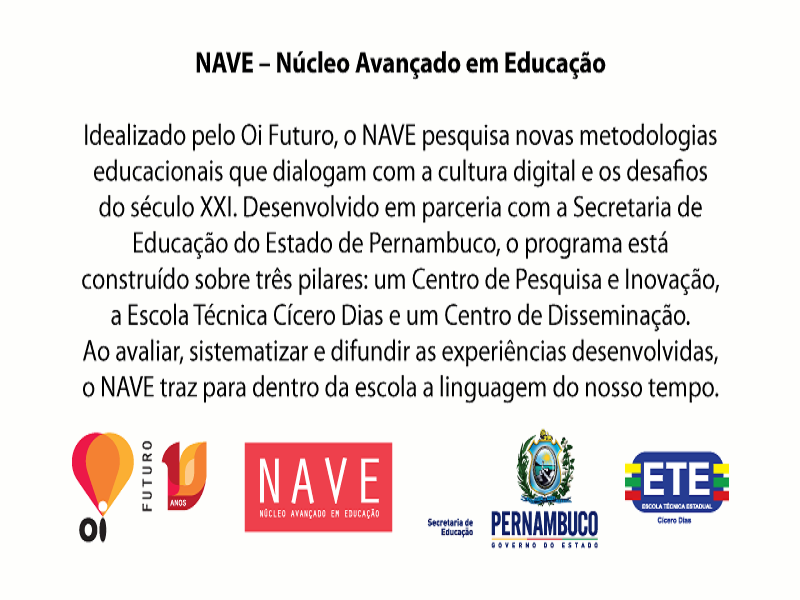 NAVE – Núcleo Avançado em Educação
Idealizado pelo Oi Futuro, o NAVE pesquisa novas metodologias
educacionais que dialogam com a cultura digital e os desafios
do século XXI. Desenvolvido em parceria com a Secretaria de
Educação do Estado de Pernambuco, o programa está
construído sobre três pilares: um Centro de Pesquisa e Inovação,
a Escola Técnica Cícero Dias e um Centro de Disseminação.
Ao avaliar, sistematizar e difundir as experiências desenvolvidas,
o NAVE traz para dentro da escola a linguagem do nosso tempo.
oi
FUTURO
10
ANOS
NAVE
NÚCLEO AVANÇADO EM EDUCAÇÃO
Secretaria de
Educação
PERNAMBUCO
GOVERNO DO ESTADO
ETE
ESCOLA TÉCNICA ESTADUAL
Cícero Dias